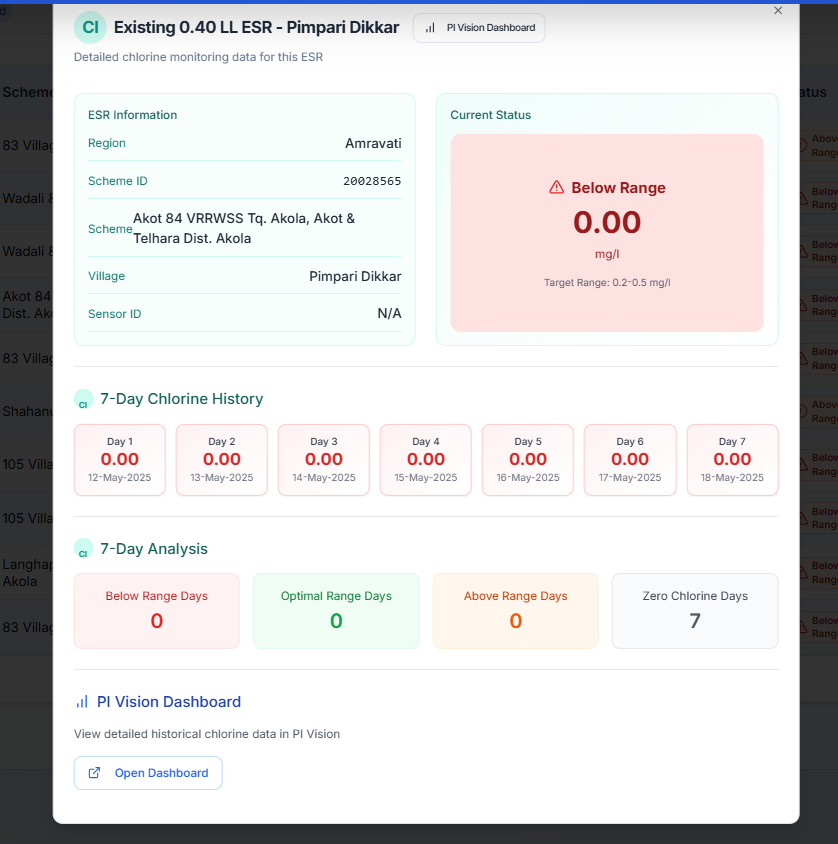 Cl Existing 0.40 LL ESR - Pimpari Dikkar PI Vision Dashboard
Detailed chlorine monitoring data for this ESR
ESR Information
Region Amravati
Scheme ID 20028565
Scheme Akot 84 VRRWSS Tq. Akola, Akot &
Telhara Dist. Akola
Village Pimpari Dikkar
Sensor ID N/A
Current Status
Below Range
0.00
mg/l
Target Range: 0.2-0.5 mg/l
Cl 7-Day Chlorine History
Day 1 Day 2 Day 3 Day 4 Day 5 Day 6 Day 7
0.00 0.00 0.00 0.00 0.00 0.00 0.00
12-May-2025 13-May-2025 14-May-2025 15-May-2025 16-May-2025 17-May-2025 18-May-2025
Cl 7-Day Analysis
Below Range Days Optimal Range Days Above Range Days Zero Chlorine Days
0 0 0 7
PI Vision Dashboard
View detailed historical chlorine data in PI Vision
Open Dashboard
Scheme
83 Villag
Wadali &
Wadali &
Akot 84
Dist. Ako
83 Villag
Shahanu
105 Villa
105 Villa
Langhap
Akola
83 Villag
atus
Above
Range
Below
Range
Below
Range
Below
Range
Below
Range
Above
Range
Below
Range
Below
Range
Below
Range
Below
Range